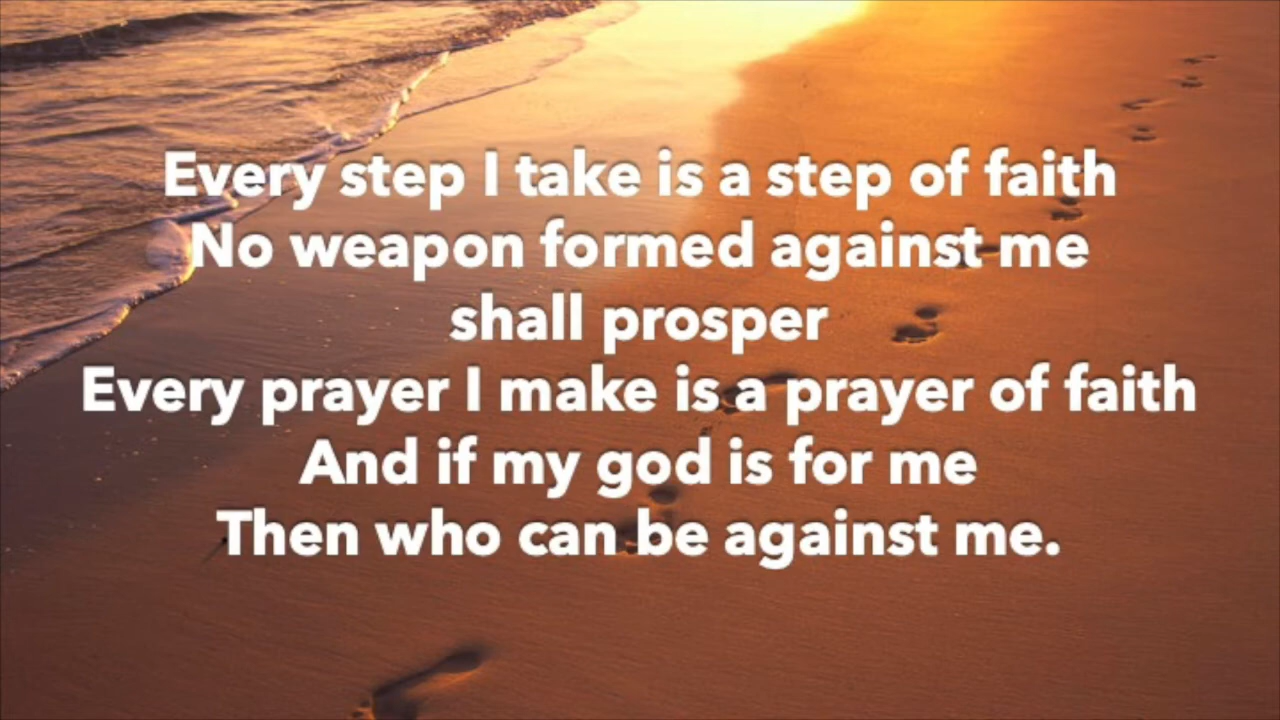 Every step I take is a step of faith
No weapon formed against me
shall prosper
Every prayer I make is a prayer of faith
And if my god is for me
Then who can be against me.